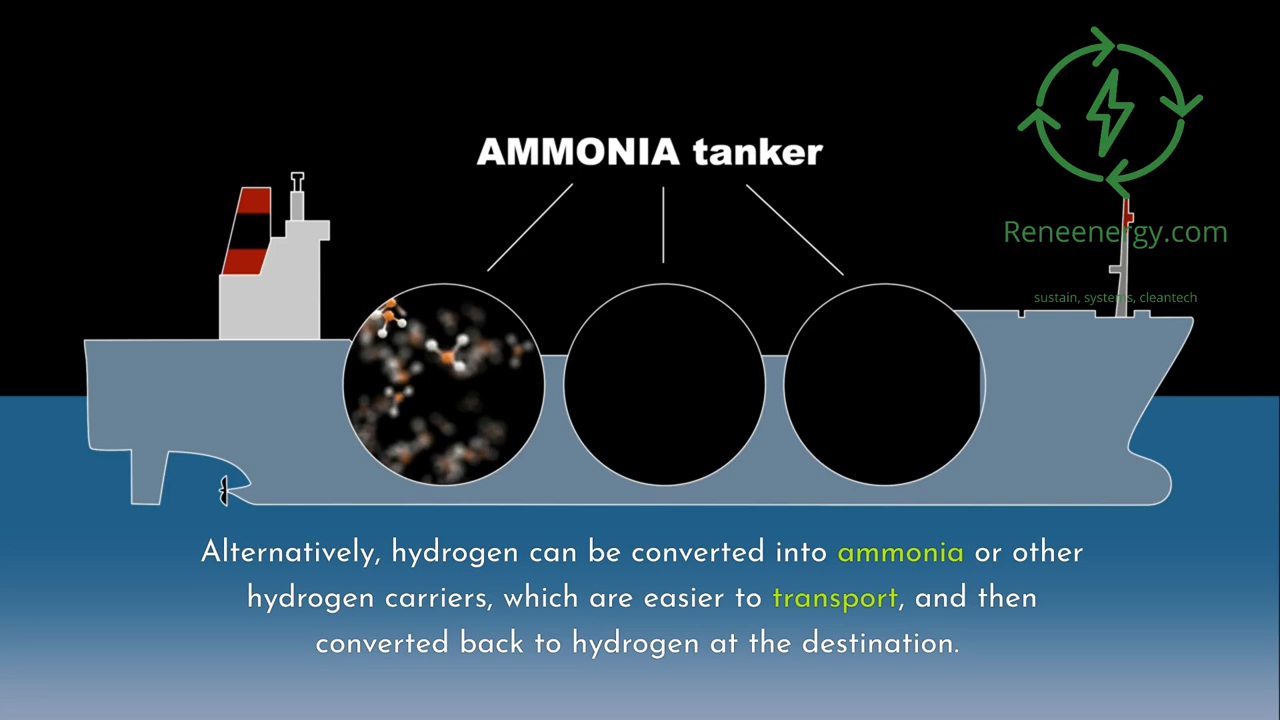 AMMONIA tanker
Reneenergy.com
sustain, systems, cleantech
Alternatively, hydrogen can be converted into ammonia or other
hydrogen carriers, which are easier to transport, and then
converted back to hydrogen at the destination.